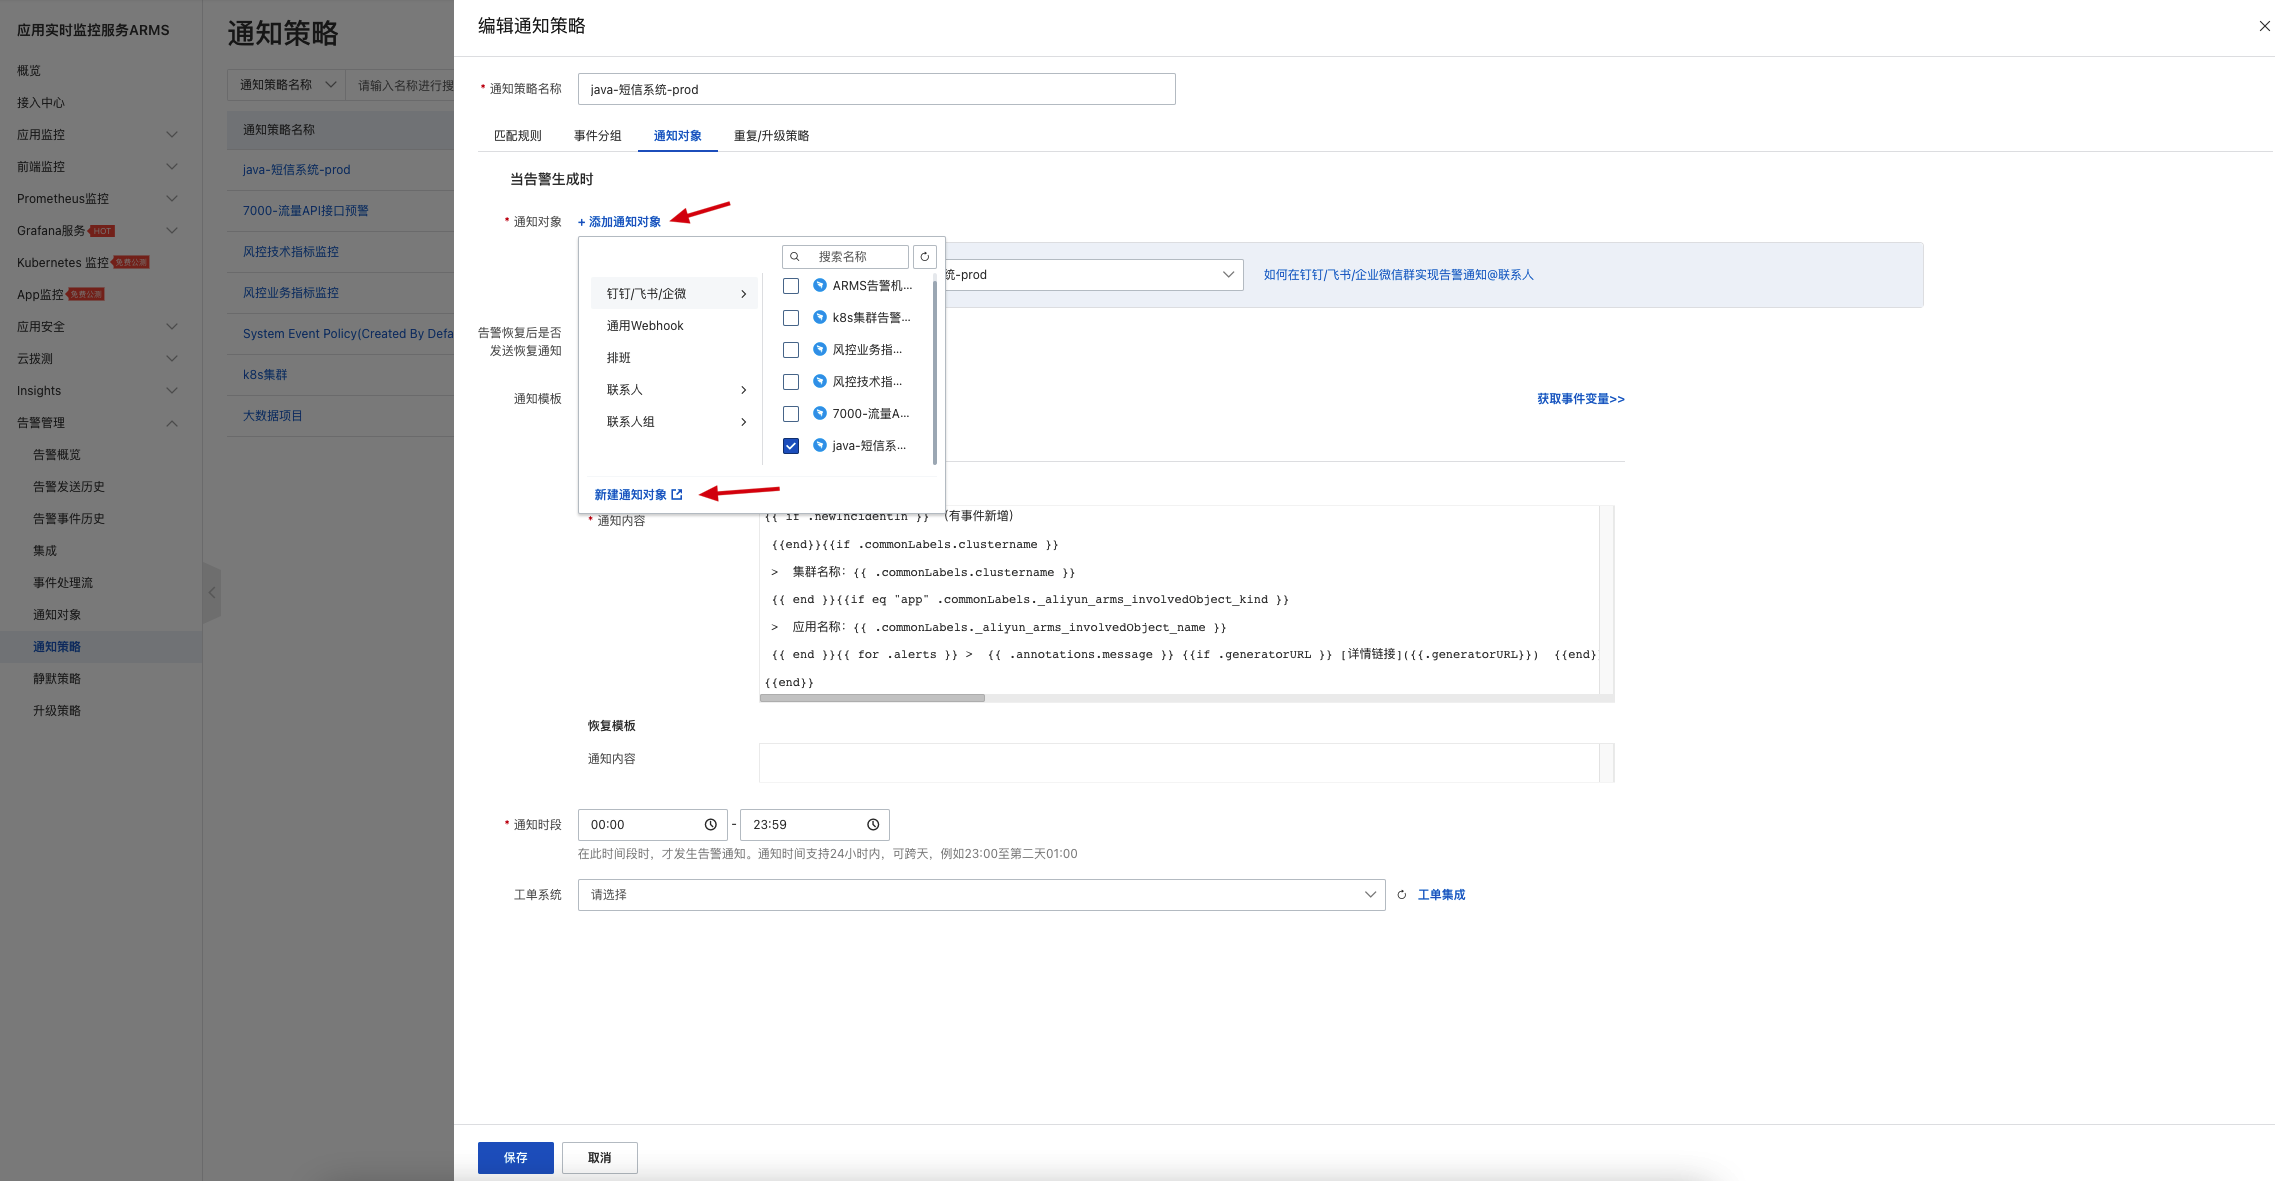 应用实时监控服务ARMS
概览
接入中心
应用监控
前端监控
Prometheus监控
Grafana服务 HOT
Kubernetes 监控 免费公测
App监控 免费公测
应用安全
云拨测
Insights
告警管理
告警概览
告警发送历史
告警事件历史
集成
事件处理流
通知对象
通知策略
静默策略
升级策略
通知策略
通知策略名称 请输入名称进行搜
通知策略名称
java-短信系统-prod
7000-流量API接口预警
风控技术指标监控
风控业务指标监控
System Event Policy(Created By Defa
k8s集群
大数据项目
编辑通知策略
* 通知策略名称 java-短信系统-prod
匹配规则 事件分组 通知对象 重复/升级策略
当告警生成时
* 通知对象 + 添加通知对象
搜索名称
统-prod 如何在钉钉/飞书/企业微信群实现告警通知@联系人
钉钉/飞书/企微
通用Webhook
排班
联系人
联系人组
ARMS告警机...
k8s集群告警...
风控业务指...
风控技术指...
7000-流量A...
java-短信系...
新建通知对象
告警恢复后是否
发送恢复通知
通知模板 获取事件变量>>
* 通知内容
{{ if .newIncidentIn }} （有事件新增）
{{end}}{{if .commonLabels.clustername }}
> 集群名称：{{ .commonLabels.clustername }}
{{ end }}{{if eq "app" .commonLabels._aliyun_arms_involvedObject_kind }}
> 应用名称：{{ .commonLabels._aliyun_arms_involvedObject_name }}
{{ end }}{{ for .alerts }} > {{ .annotations.message }} {{if .generatorURL }} [详情链接]({{.generatorURL}}) {{end}
{{end}}
恢复模板
通知内容
* 通知时段 00:00 - 23:59
在此时间段时，才发生告警通知。通知时间支持24小时内，可跨天，例如23:00至第二天01:00
工单系统 请选择 工单集成
保存 取消